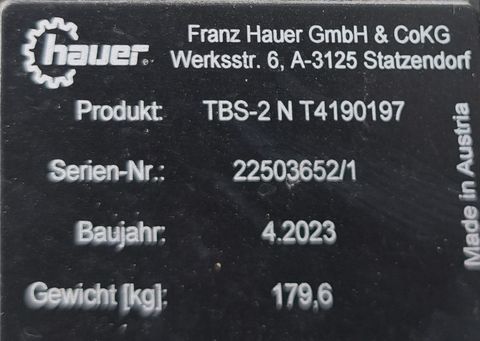 hauer®
Franz Hauer GmbH & CoKG
Werksstr. 6, A-3125 Statzendorf
Produkt: TBS-2 N T4190197
Serien-Nr.: 22503652/1
Baujahr: 4.2023
Gewicht [kg]: 179,6
Made in Austria